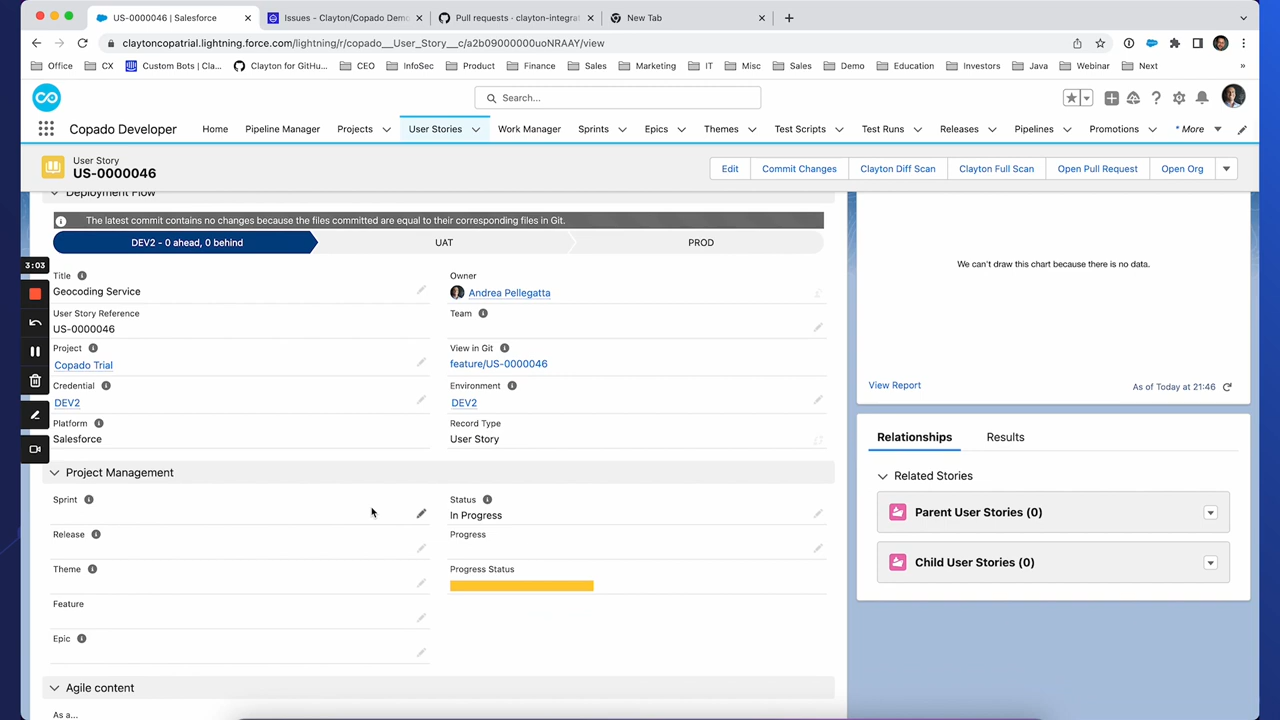 US-0000046 | Salesforce
Issues - Clayton/Copado Demo
Pull requests · clayton-integral
New Tab
claytoncopatrial.lightning.force.com/lightning/r/copado__User_Story__c/a2b09000000uoNRAAY/view
Office CX Custom Bots | Cla... Clayton for GitHu... CEO InfoSec Product Finance Sales Marketing IT Misc Sales Demo Education Investors Java Webinar Next »
Search...
Copado Developer Home Pipeline Manager Projects User Stories Work Manager Sprints Epics Themes Test Scripts Test Runs Releases Pipelines Promotions * More
User Story
US-0000046
Edit Commit Changes Clayton Diff Scan Clayton Full Scan Open Pull Request Open Org
Deployment Flow
The latest commit contains no changes because the files committed are equal to their corresponding files in Git.
DEV2 - 0 ahead, 0 behind UAT PROD
3:03
Title
Geocoding Service
Owner
Andrea Pellegatta
User Story Reference
US-0000046
Team
Project
Copado Trial
View in Git
feature/US-0000046
Credential
DEV2
Environment
DEV2
Platform
Salesforce
Record Type
User Story
Project Management
Sprint
Status
In Progress
Release
Progress
Theme
Progress Status
Feature
Epic
Agile content
As a...
We can't draw this chart because there is no data.
View Report
As of Today at 21:46
Relationships Results
Related Stories
Parent User Stories (0)
Child User Stories (0)